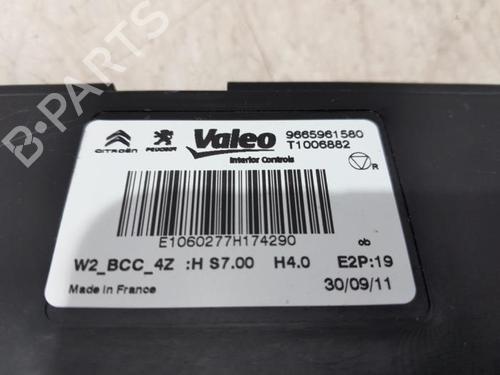 B-PARTS
CITROËN PEUGEOT Valeo 9665961580
T1006882
Interior Controls
R
E1060277H174290
ob
W2_BCC_4Z :H S7.00 H4.0 E2P:19
Made in France 30/09/11